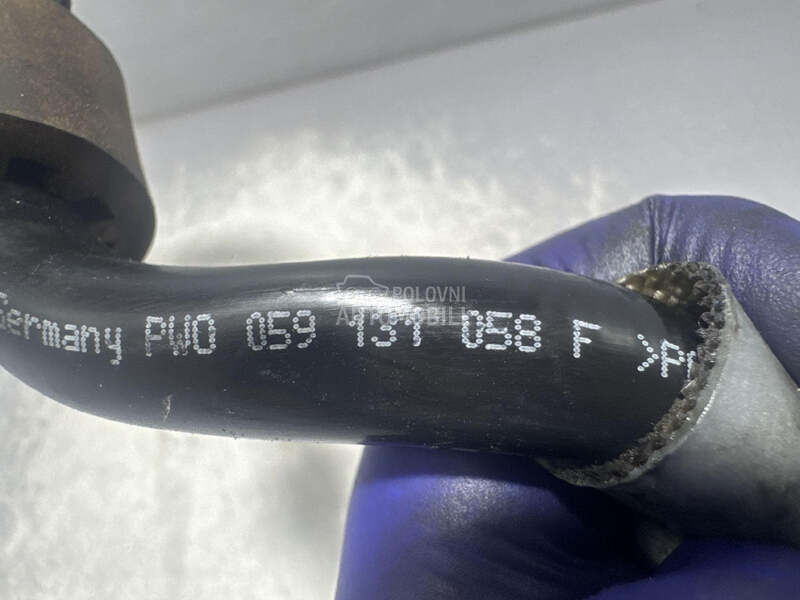 POLOVNI
AUTOMOBILI
Germany PWO 059 131 058 F >P